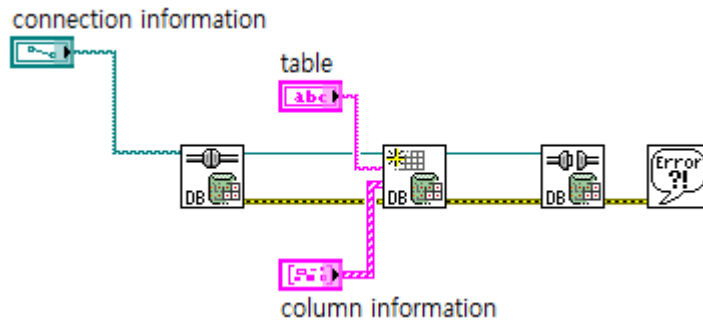 connection information
table
abc
DB
DB
DB
Error
?!
column information